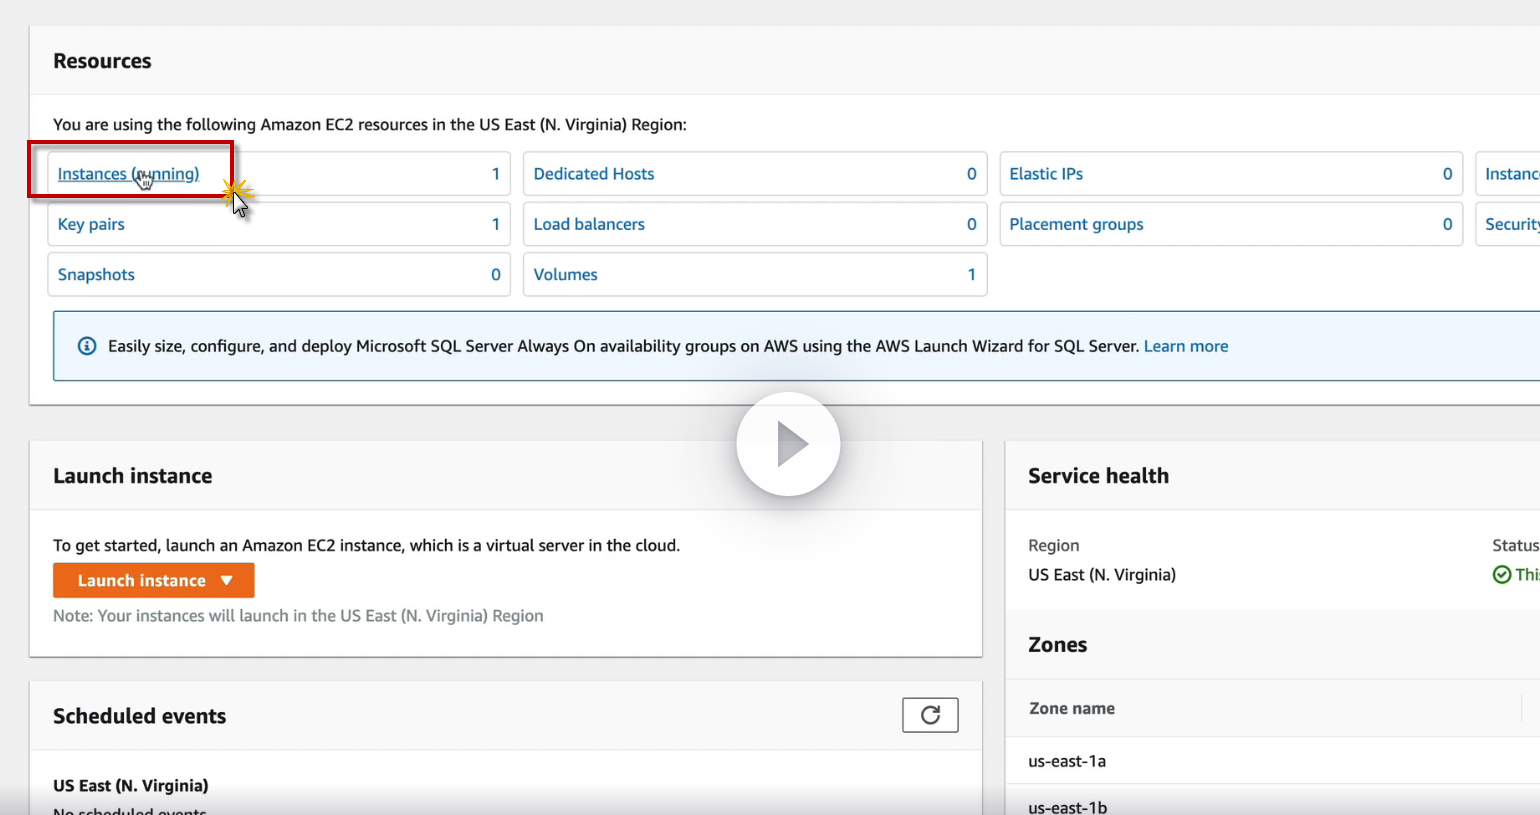 Resources
You are using the following Amazon EC2 resources in the US East (N. Virginia) Region:
Instances (running) 1
Dedicated Hosts 0
Elastic IPs 0
Key pairs 1
Load balancers 0
Placement groups 0
Snapshots 0
Volumes 1
Easily size, configure, and deploy Microsoft SQL Server Always On availability groups on AWS using the AWS Launch Wizard for SQL Server. Learn more
Launch instance
To get started, launch an Amazon EC2 instance, which is a virtual server in the cloud.
Launch instance
Note: Your instances will launch in the US East (N. Virginia) Region
Service health
Region
Status
US East (N. Virginia)
Zones
Zone name
us-east-1a
us-east-1b
Scheduled events
US East (N. Virginia)
No scheduled events